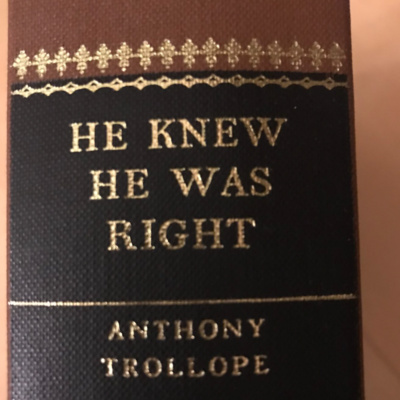 HE KNEW
HE WAS
RIGHT
ANTHONY
TROLLOPE